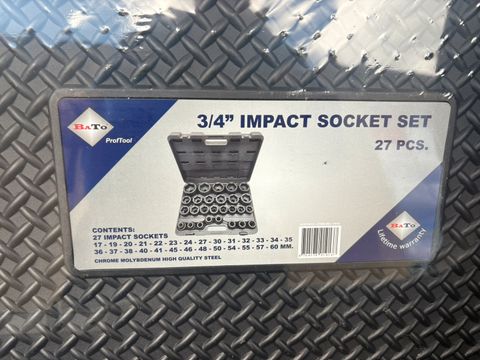 BATO
ProfTool
3/4” IMPACT SOCKET SET
27 PCS.
CONTENTS:
27 IMPACT SOCKETS
17 - 19 - 20 - 21 - 22 - 23 - 24 - 27 - 30 - 31 - 32 - 33 - 34 - 35
36 - 37 - 38 - 40 - 41 - 45 - 46 - 48 - 50 - 54 - 55 - 57 - 60 MM.
CHROME MOLYBDENUM HIGH QUALITY STEEL
BATO
Lifetime warranty